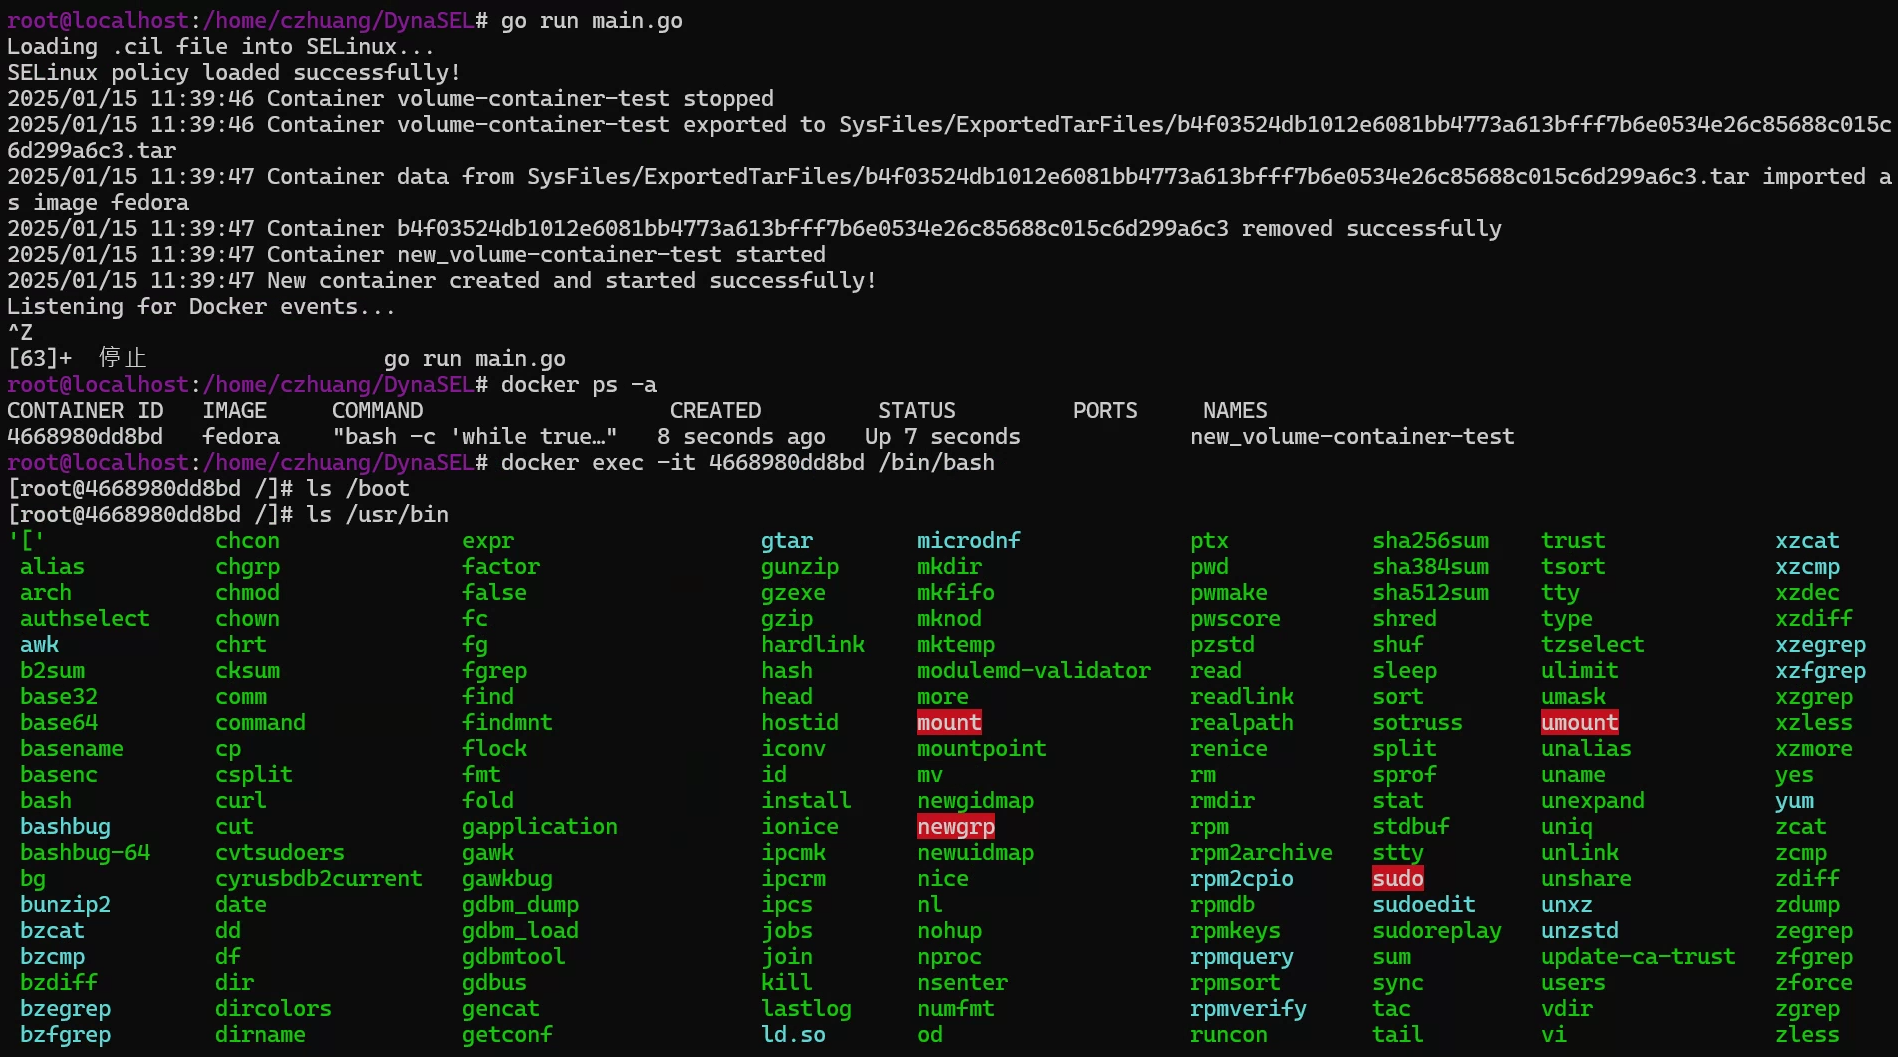 root@localhost:/home/czhuang/DynaSEL# go run main.go
Loading .cil file into SELinux...
SELinux policy loaded successfully!
2025/01/15 11:39:46 Container volume-container-test stopped
2025/01/15 11:39:46 Container volume-container-test exported to SysFiles/ExportedTarFiles/b4f03524db1012e6081bb4773a613bfff7b6e0534e26c85688c015c
6d299a6c3.tar
2025/01/15 11:39:47 Container data from SysFiles/ExportedTarFiles/b4f03524db1012e6081bb4773a613bfff7b6e0534e26c85688c015c6d299a6c3.tar imported a
s image fedora
2025/01/15 11:39:47 Container b4f03524db1012e6081bb4773a613bfff7b6e0534e26c85688c015c6d299a6c3 removed successfully
2025/01/15 11:39:47 Container new_volume-container-test started
2025/01/15 11:39:47 New container created and started successfully!
Listening for Docker events...
^Z
[63]+  停止                  go run main.go
root@localhost:/home/czhuang/DynaSEL# docker ps -a
CONTAINER ID   IMAGE     COMMAND                   CREATED         STATUS         PORTS     NAMES
4668980dd8bd   fedora    "bash -c 'while true…"   8 seconds ago   Up 7 seconds             new_volume-container-test
root@localhost:/home/czhuang/DynaSEL# docker exec -it 4668980dd8bd /bin/bash
[root@4668980dd8bd /]# ls /boot
[root@4668980dd8bd /]# ls /usr/bin
'[' chcon expr gtar microdnf ptx sha256sum trust xzcat
alias chgrp factor gunzip mkdir pwd sha384sum tsort xzcmp
arch chmod false gzexe mkfifo pwmake sha512sum tty xzdec
authselect chown fc gzip mknod pwscore shred type xzdiff
awk chrt fg hardlink mktemp pzstd shuf tzselect xzegrep
b2sum cksum fgrep hash modulemd-validator read sleep ulimit xzfgrep
base32 comm find head more readlink sort umask xzgrep
base64 command findmnt hostid mount realpath sotruss umount xzless
basename cp flock iconv mountpoint renice split unalias xzmore
basenc csplit fmt id mv rm sprof uname yes
bash curl fold install newgidmap rmdir stat unexpand yum
bashbug cut gapplication ionice newgrp rpm stdbuf uniq zcat
bashbug-64 cvtsudoers gawk ipcmk newuidmap rpm2archive stty unlink zcmp
bg cyrusbdb2current gawkbug ipcrm nice rpm2cpio sudo unshare zdiff
bunzip2 date gdbm_dump ipcs nl rpmdb sudoedit unxz zdump
bzcat dd gdbm_load jobs nohup rpmkeys sudoreplay unzstd zegrep
bzcmp df gdbmtool join nproc rpmquery sum update-ca-trust zfgrep
bzdiff dir gdbus kill nsenter rpmsort sync users zforce
bzegrep dircolors gencat lastlog numfmt rpmverify tac vdir zgrep
bzfgrep dirname getconf ld.so od runcon tail vi zless